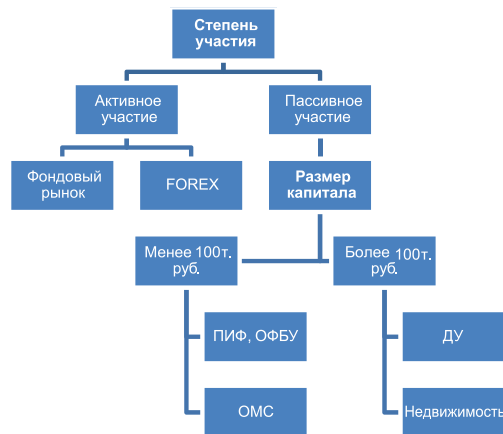 Степень
участия
Активное
участие
Пассивное
участие
Фондовый
рынок
FOREX
Размер
капитала
Менее 100т.
руб.
Более 100т.
руб.
ПИФ, ОФБУ
ДУ
ОМС
Недвижимость